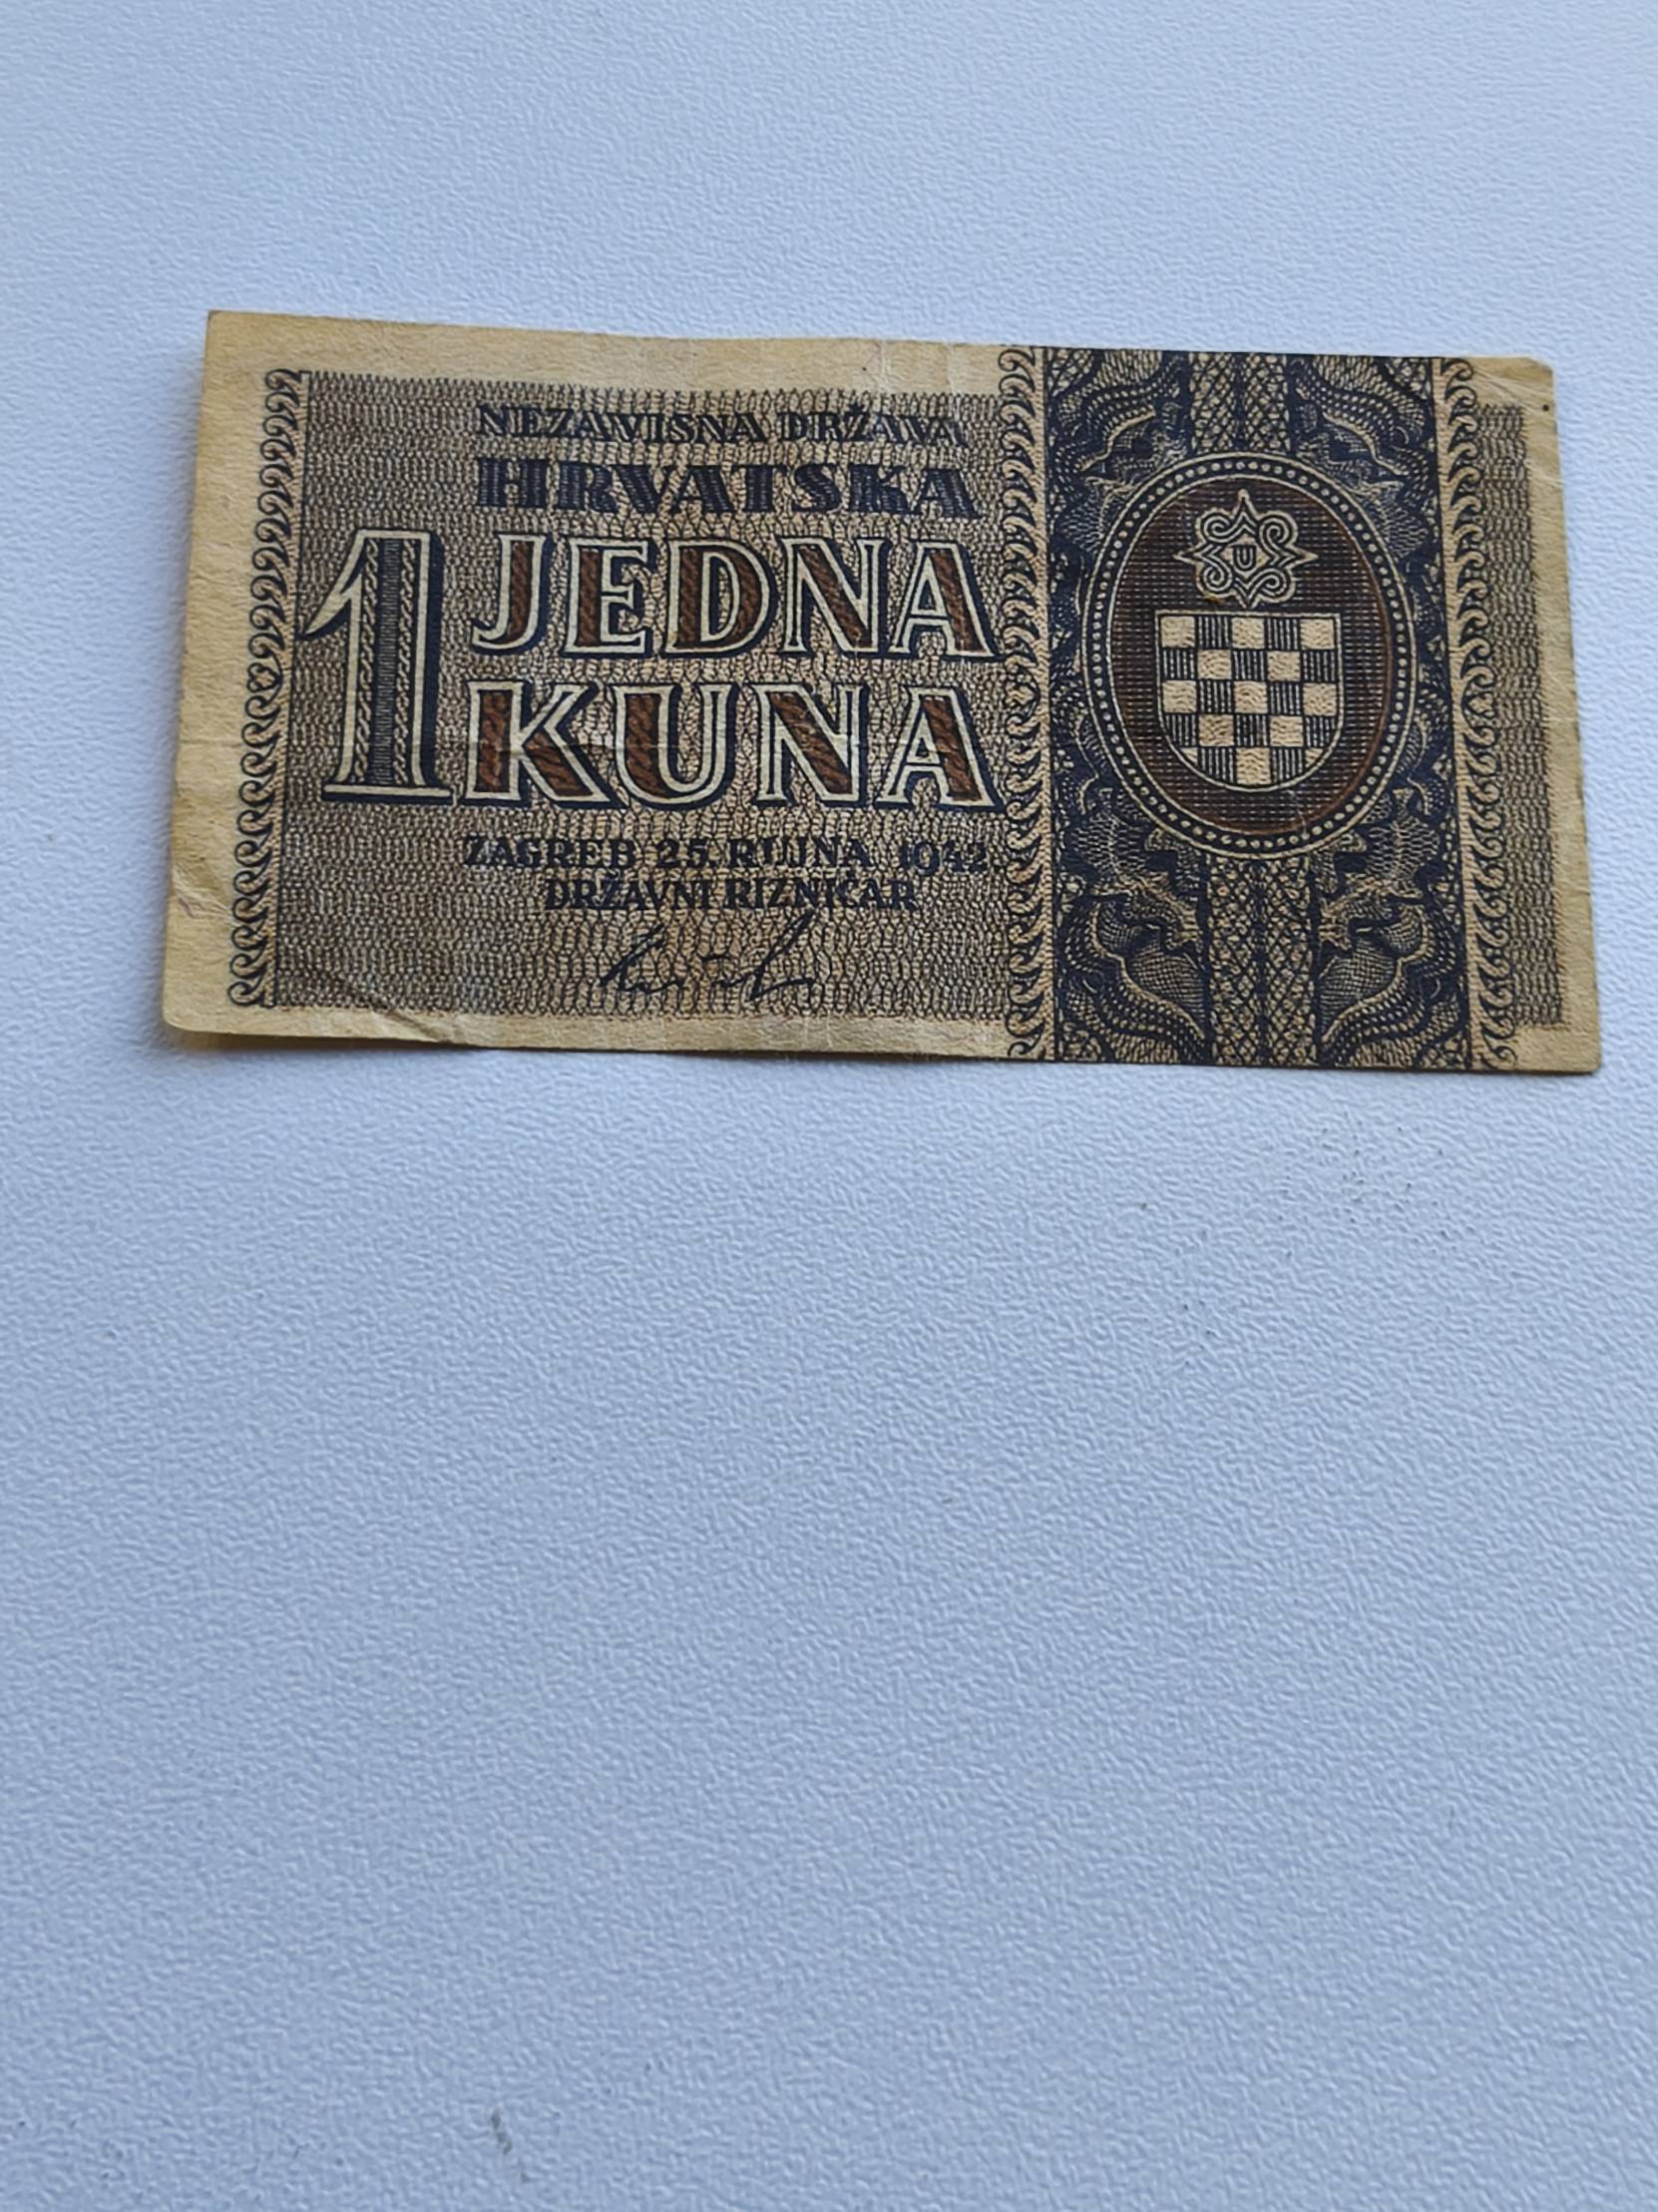 NEZAVISNA DRŽAVA
HRVATSKA
1
JEDNA
KUNA
ZAGREB 25. RUJNA 1942
DRŽAVNI RIZNIČAR
U